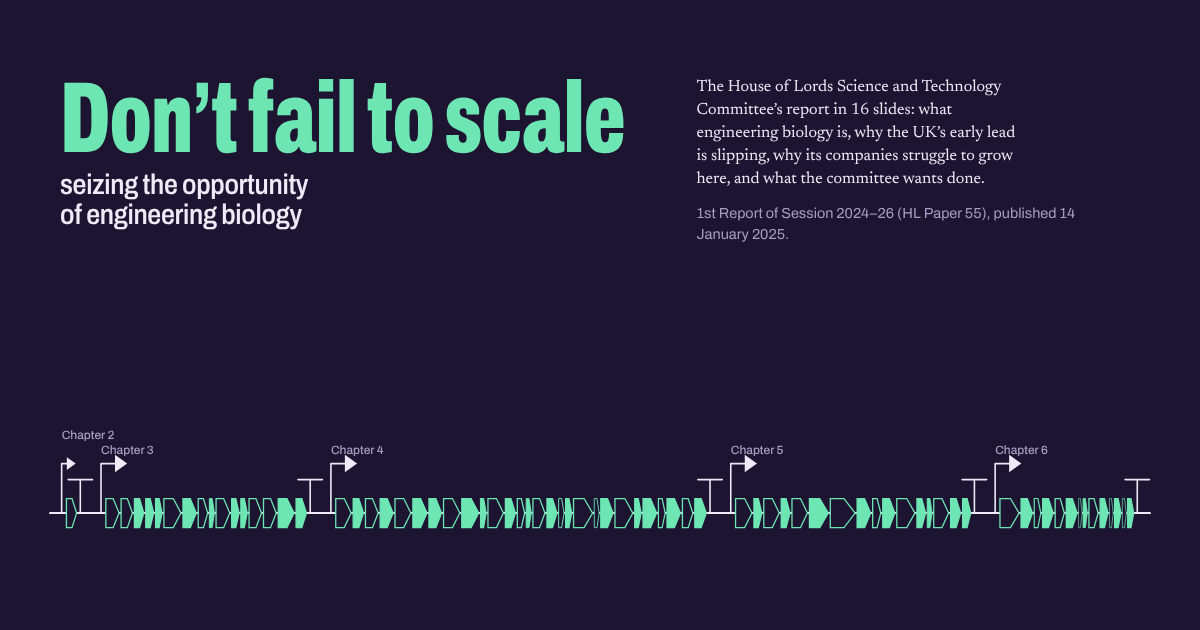 Don’t fail to scale
seizing the opportunity
of engineering biology
The House of Lords Science and Technology
Committee’s report in 16 slides: what
engineering biology is, why the UK’s early lead
is slipping, why its companies struggle to grow
here, and what the committee wants done.
1st Report of Session 2024–26 (HL Paper 55), published 14
January 2025.
Chapter 2
Chapter 3
Chapter 4
Chapter 5
Chapter 6